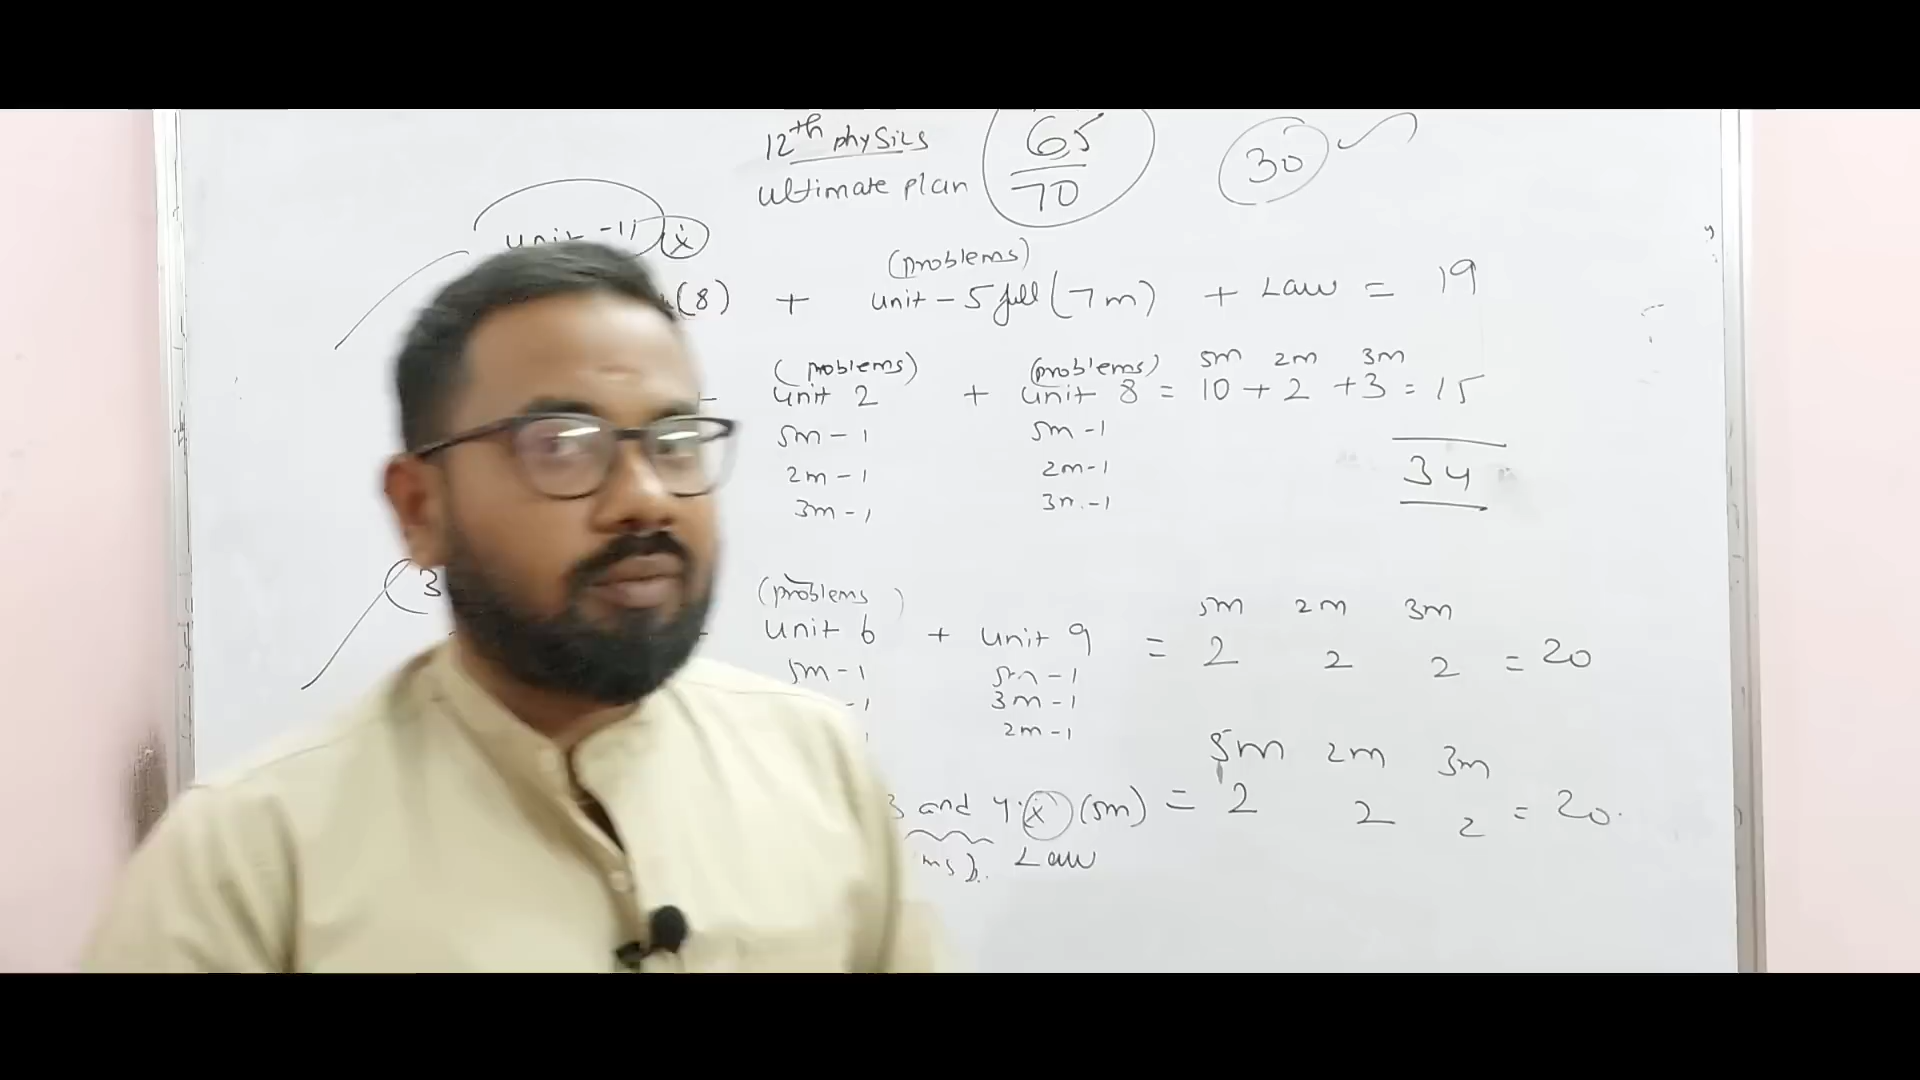 12th physics
65
70
30
ultimate plan
unit -11 x
(problems)
(8) + unit - 5 full (7m) + Law = 19
(problems) (problems) 5m 2m 3m
unit 2 + unit 8 = 10 + 2 + 3 = 15
5m - 1 5m - 1
2m - 1 2m - 1 34
3m - 1 3m - 1
(3
(problems) 5m 2m 3m
unit 6 + unit 9 = 2 2 2 = 20
5m - 1 5m - 1
-1 3m - 1
2m - 1
5m 2m 3m
3 and 4 x (5m) = 2 2 2 = 20.
ms). Law